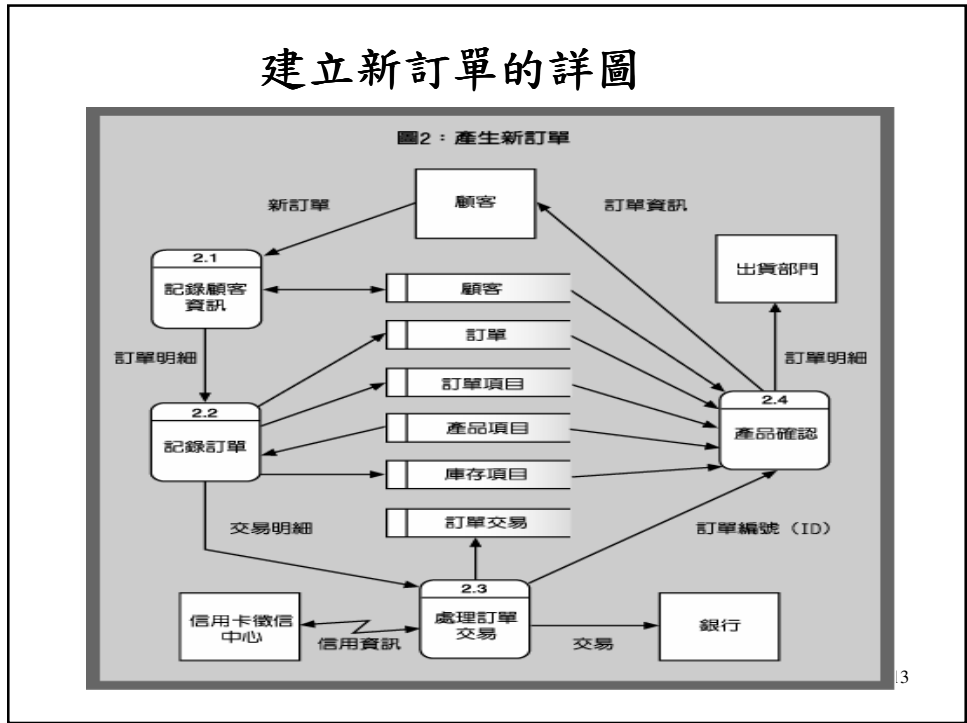 建立新訂單的詳圖
圖2：產生新訂單
顧客
新訂單
訂單資訊
2.1
記錄顧客
資訊
出貨部門
顧客
訂單
訂單明細
訂單明細
訂單項目
2.2
記錄訂單
2.4
產品確認
產品項目
庫存項目
交易明細
訂單交易
訂單編號（ID）
2.3
處理訂單
交易
信用卡徵信
中心
信用資訊
交易
銀行
13